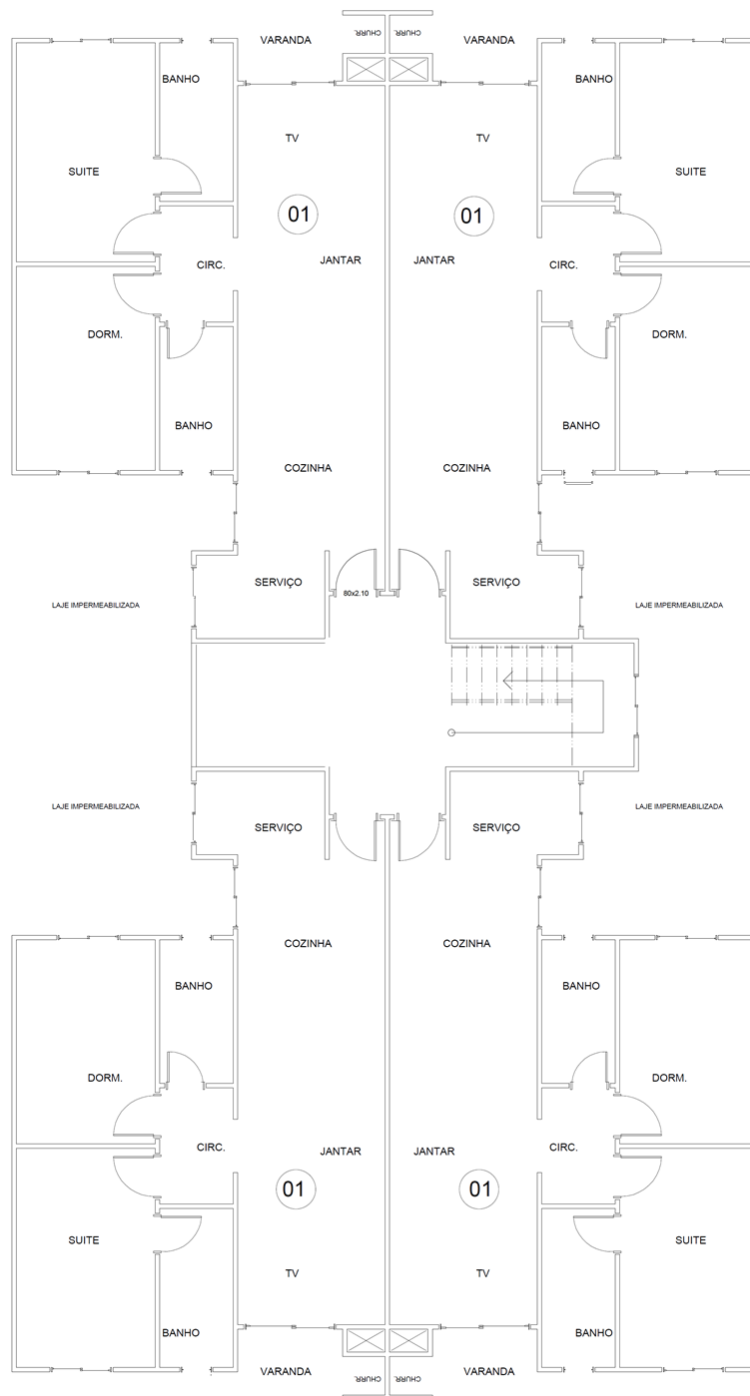 VARANDA CHURR. CHURR. VARANDA
BANHO BANHO
TV TV
SUITE SUITE
01 01
CIRC. JANTAR JANTAR CIRC.
DORM. DORM.
BANHO BANHO
COZINHA COZINHA
SERVIÇO SERVIÇO
80x2.10
LAJE IMPERMEABILIZADA LAJE IMPERMEABILIZADA
LAJE IMPERMEABILIZADA LAJE IMPERMEABILIZADA
SERVIÇO SERVIÇO
COZINHA COZINHA
BANHO BANHO
DORM. DORM.
CIRC. JANTAR JANTAR CIRC.
01 01
SUITE SUITE
TV TV
BANHO BANHO
VARANDA CHURR. CHURR. VARANDA